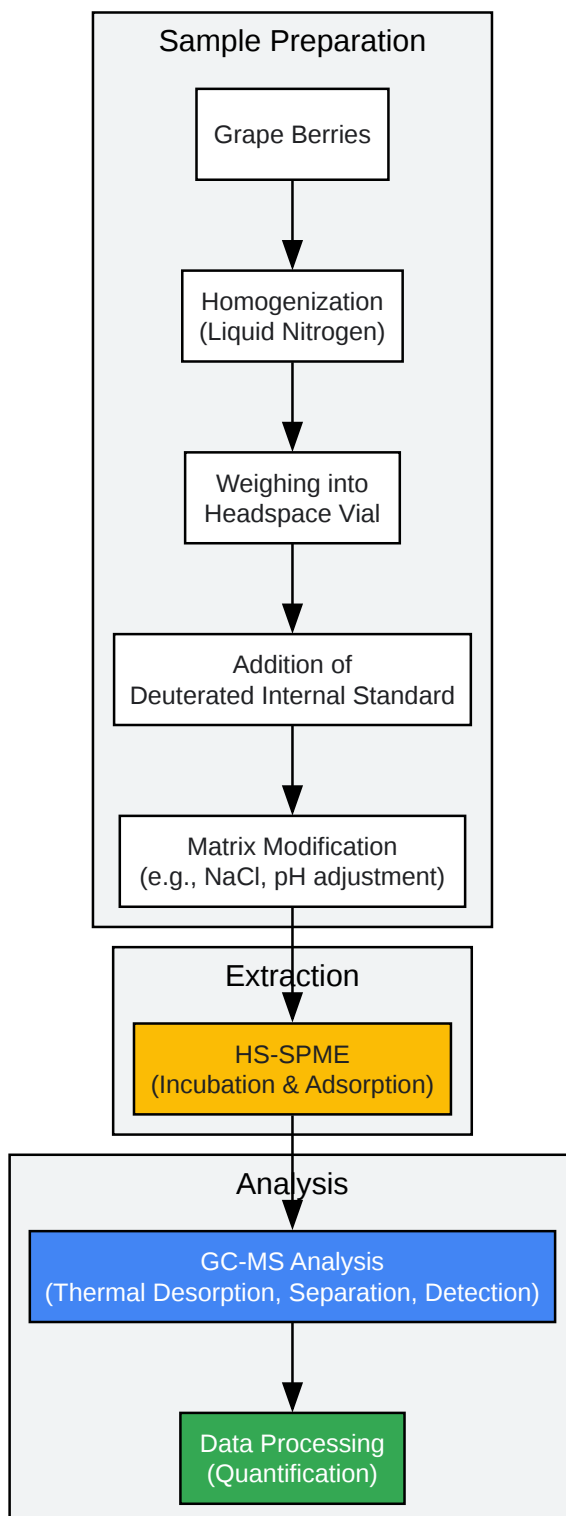 Sample Preparation
Grape Berries
Homogenization
(Liquid Nitrogen)
Weighing into
Headspace Vial
Addition of
Deuterated Internal Standard
Matrix Modification
(e.g., NaCl, pH adjustment)
Extraction
HS-SPME
(Incubation & Adsorption)
Analysis
GC-MS Analysis
(Thermal Desorption, Separation, Detection)
Data Processing
(Quantification)